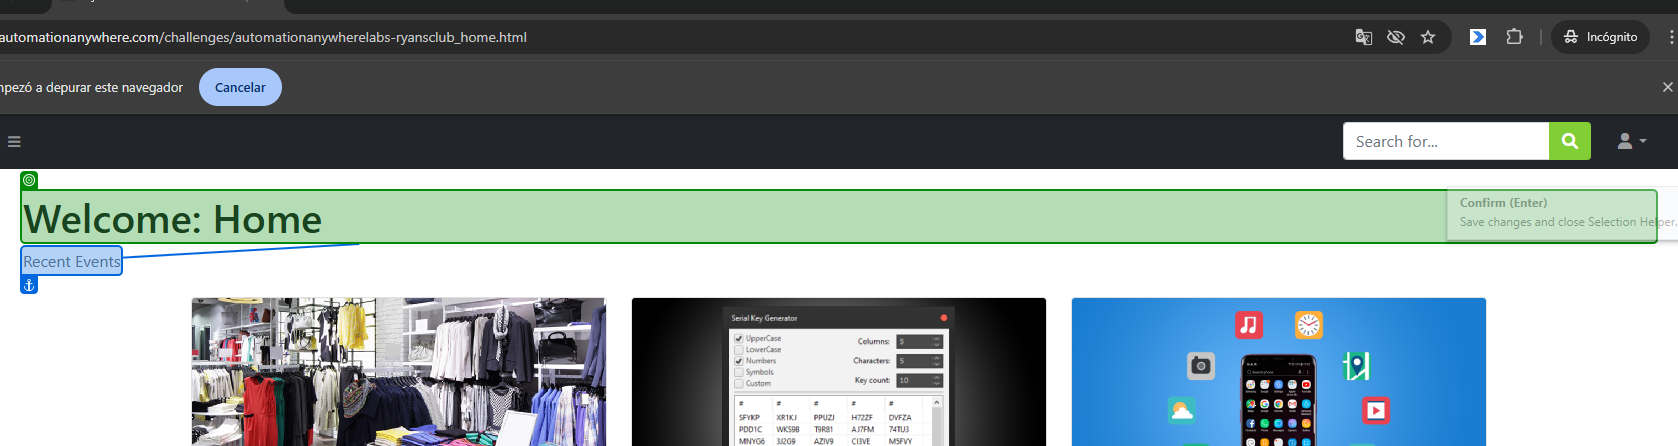 automationanywhere.com/challenges/automationanywherelabs-ryansclub_home.html
Incógnito
mpezó a depurar este navegador
Cancelar
Search for...
Welcome: Home
Confirm (Enter)
Save changes and close Selection Helper.
Recent Events
Serial Key Generator
UpperCase
LowerCase
Numbers
Symbols
Custom
Columns: 5
Characters: 5
Key count: 10
# # # # #
SFYKP XR1KJ PPUZJ H72ZF DVFZA
PDD1C WKS9B T9R81 AJ7FM 74TU3
MNYG6 3J2G9 AZIV9 CI3VE M5FVY